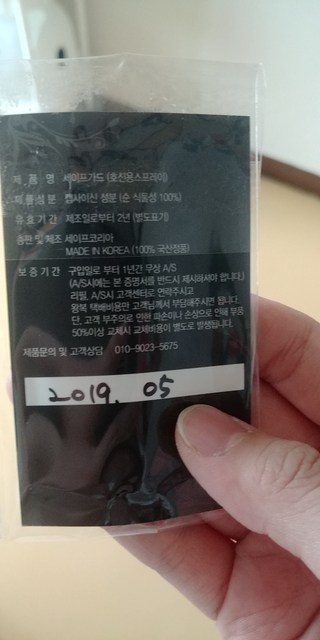 제 품 명 세이프가드 (호신용스프레이)
제품성분 캡사이신 성분 (순 식물성 100%)
유효기간 제조일로부터 2년 (별도표기)
총판 및 제조 세이프코리아
MADE IN KOREA (100% 국산정품)
보증기간 구입일로 부터 1년간 무상 A/S
(A/S시에는 본 증명서를 반드시 제시하셔야 합니다.)
리필, A/S시 고객센터로 연락주시고
왕복 택배비용만 고객님께서 부담해주시면 됩니다.
단, 고객 부주의로 인한 파손이나 손상으로 인해 부품
50%이상 교체시 교체비용이 별도로 발생됩니다.
제품문의 및 고객상담 010-9023-5675
2019. 05